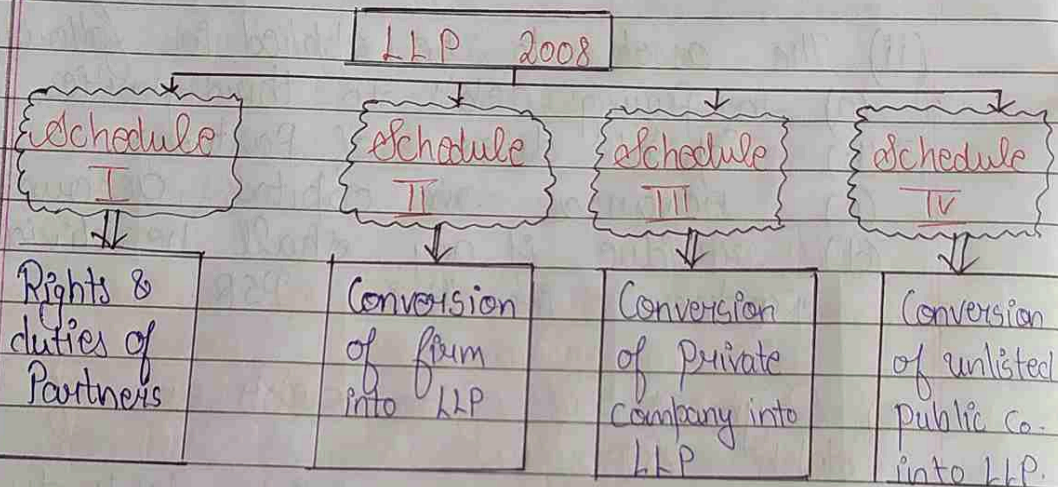 LLP 2008
Schedule
I
Schedule
II
Schedule
III
Schedule
IV
Rights &
duties of
Partners
Conversion
of firm
into LLP
Conversion
of Private
Company into
LLP
Conversion
of unlisted
Public Co.
into LLP.